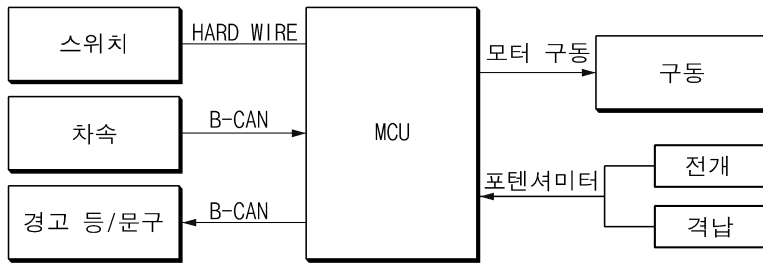 스위치
HARD WIRE
모터 구동
구동
차속
B-CAN
MCU
전개
포텐셔미터
경고 등/문구
B-CAN
격납